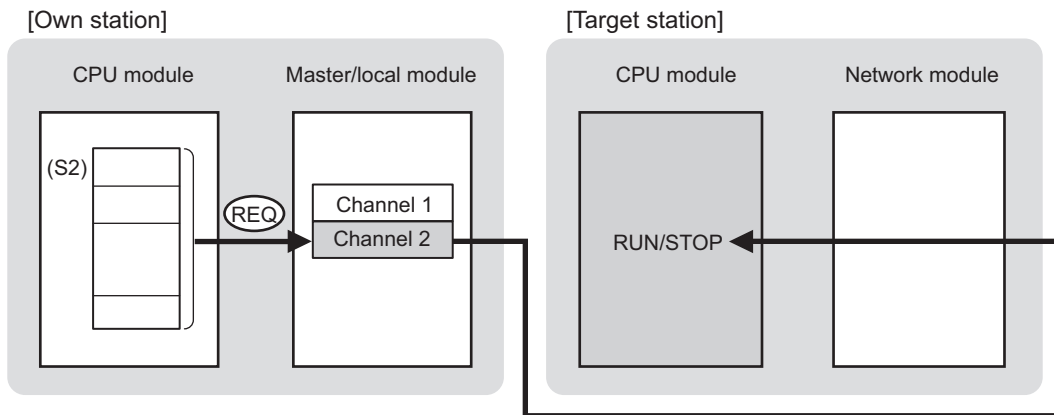 [Own station]
[Target station]
CPU module
Master/local module
CPU module
Network module
(S2)
REQ
Channel 1
Channel 2
RUN/STOP